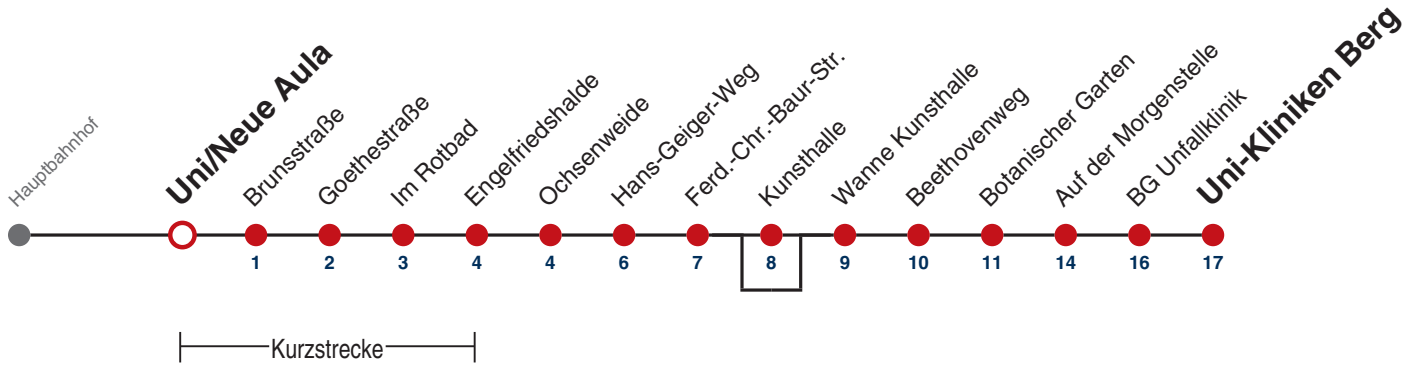 Hauptbahnhof
Uni/Neue Aula
Brunsstraße
Goethestraße
Im Rotbad
Engelfriedshalde
Ochsenweide
Hans-Geiger-Weg
Ferd.-Chr.-Baur-Str.
Kunsthalle
Wanne Kunsthalle
Beethovenweg
Botanischer Garten
Auf der Morgenstelle
BG Unfallklinik
Uni-Kliniken Berg
1 2 3 4 4 6 7 8 9 10 11 14 16 17
Kurzstrecke